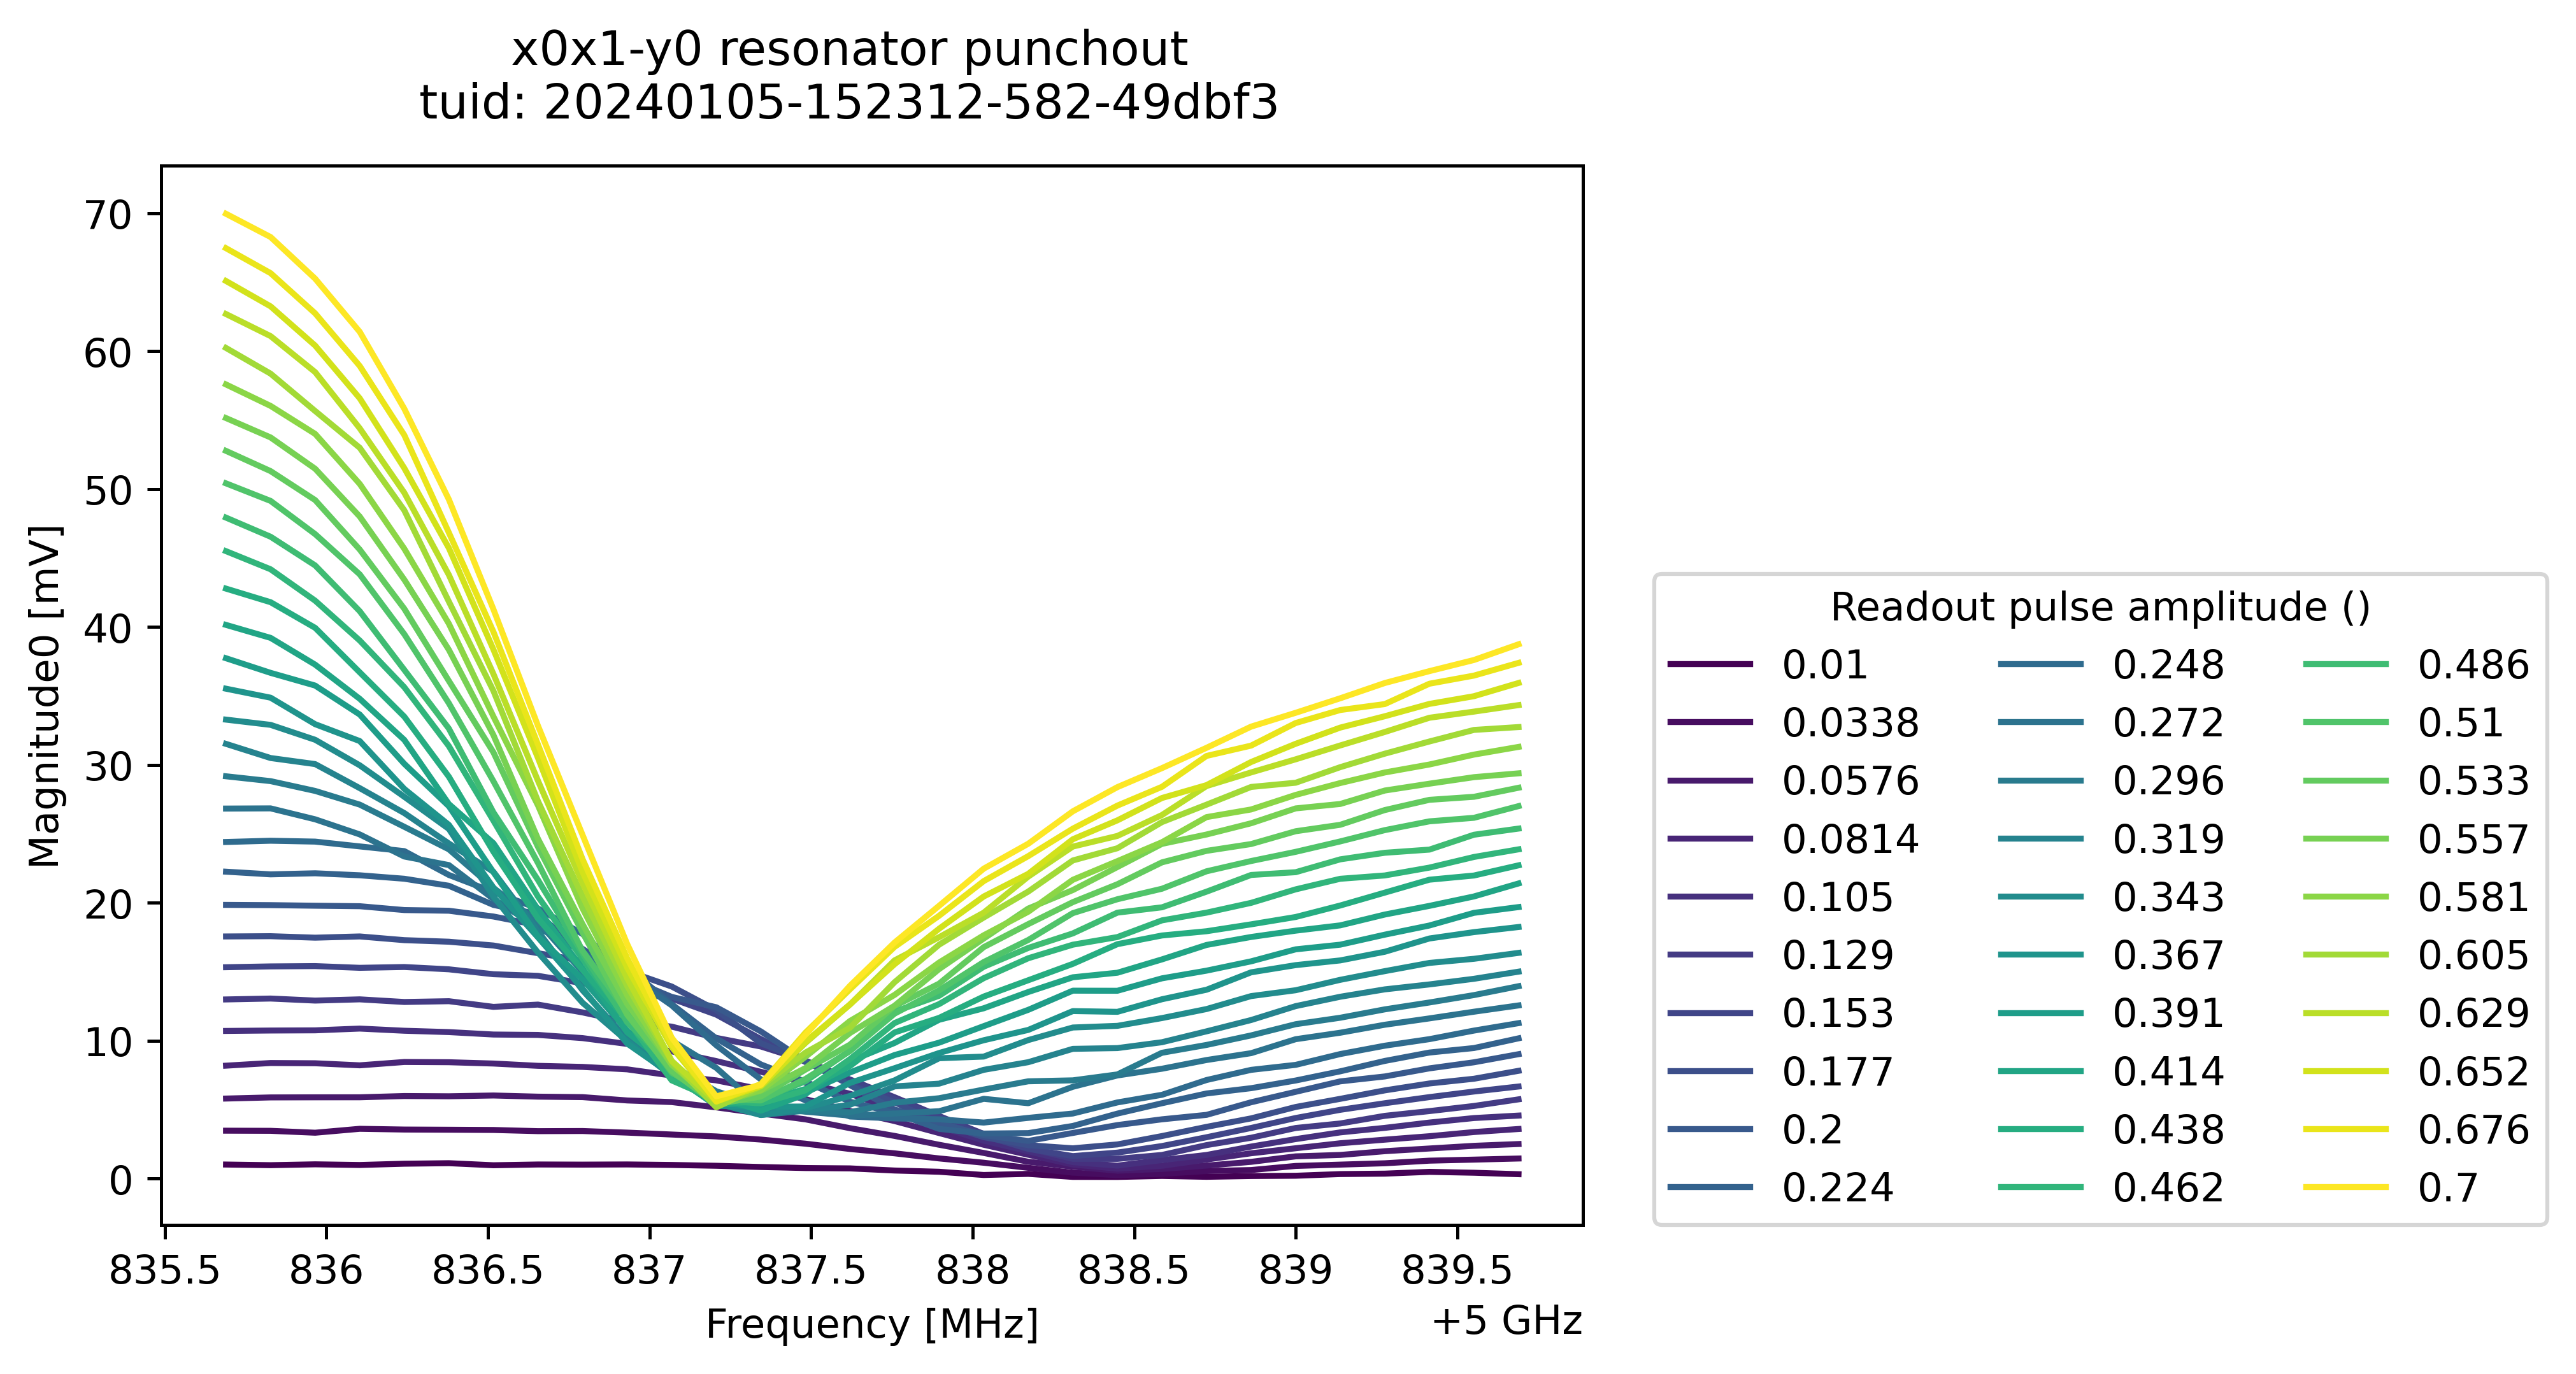 x0x1-y0 resonator punchout
tuid: 20240105-152312-582-49dbf3
Magnitude0 [mV]
70
60
50
40
30
20
10
0
835.5 836 836.5 837 837.5 838 838.5 839 839.5
Frequency [MHz]
+5 GHz
Readout pulse amplitude ()
0.01 0.248 0.486
0.0338 0.272 0.51
0.0576 0.296 0.533
0.0814 0.319 0.557
0.105 0.343 0.581
0.129 0.367 0.605
0.153 0.391 0.629
0.177 0.414 0.652
0.2 0.438 0.676
0.224 0.462 0.7